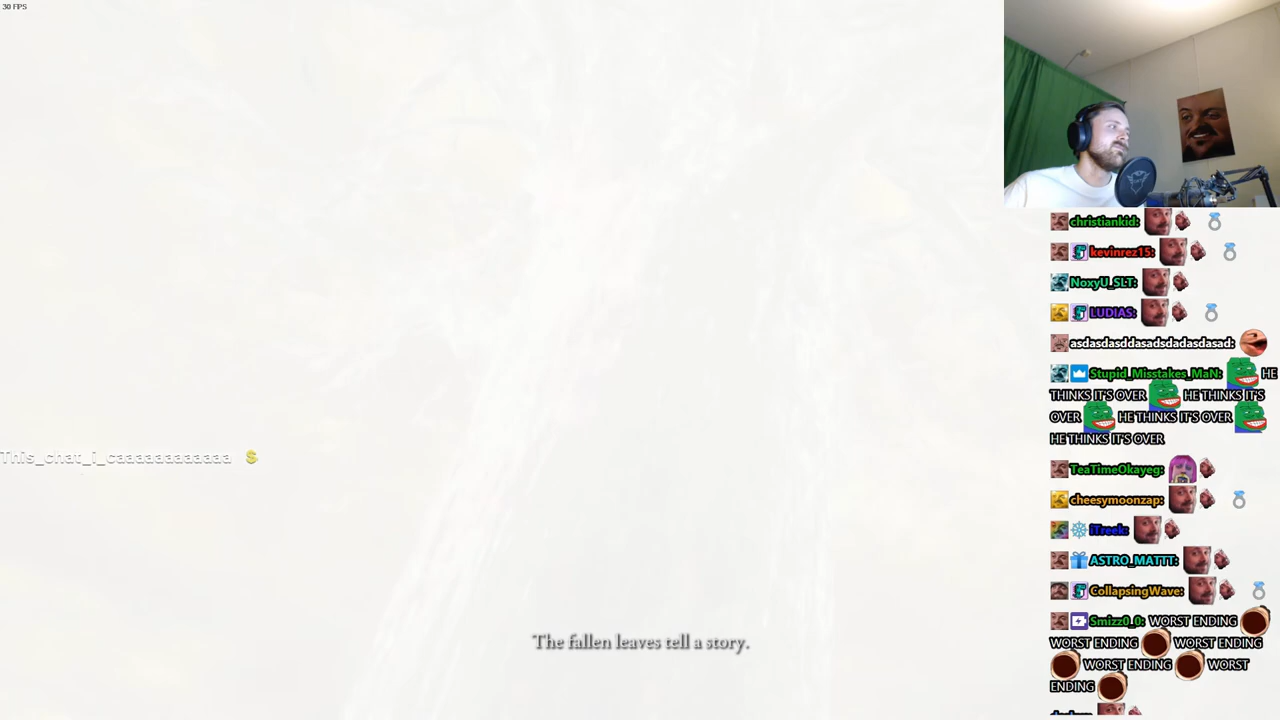 30 FPS
christiankid:
kevinrez15:
NoxyU_SLT:
LUDIAS:
asdasdasddasadsdadasdasad:
Stupid_Misstakes_MaN: HE
THINKS IT'S OVER HE THINKS IT'S
OVER HE THINKS IT'S OVER
HE THINKS IT'S OVER
This_chat_i_caaaaaaaaaaaa
TeaTimeOkayeg:
cheesymoonzap:
iTreek:
ASTRO_MATTT:
CollapsingWave:
Smizz0_0: WORST ENDING
WORST ENDING WORST ENDING
WORST ENDING WORST
ENDING
The fallen leaves tell a story.